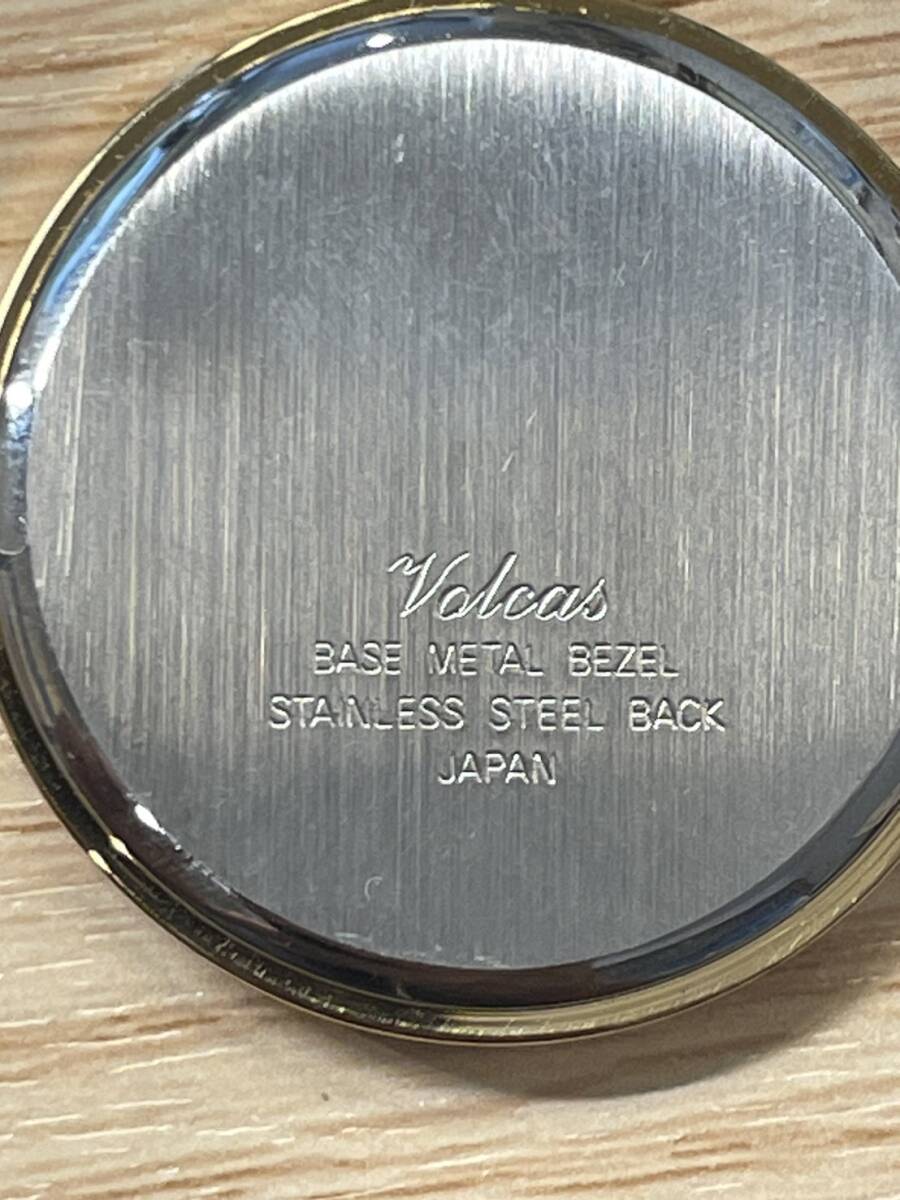 Volcas
BASE METAL BEZEL
STAINLESS STEEL BACK
JAPAN